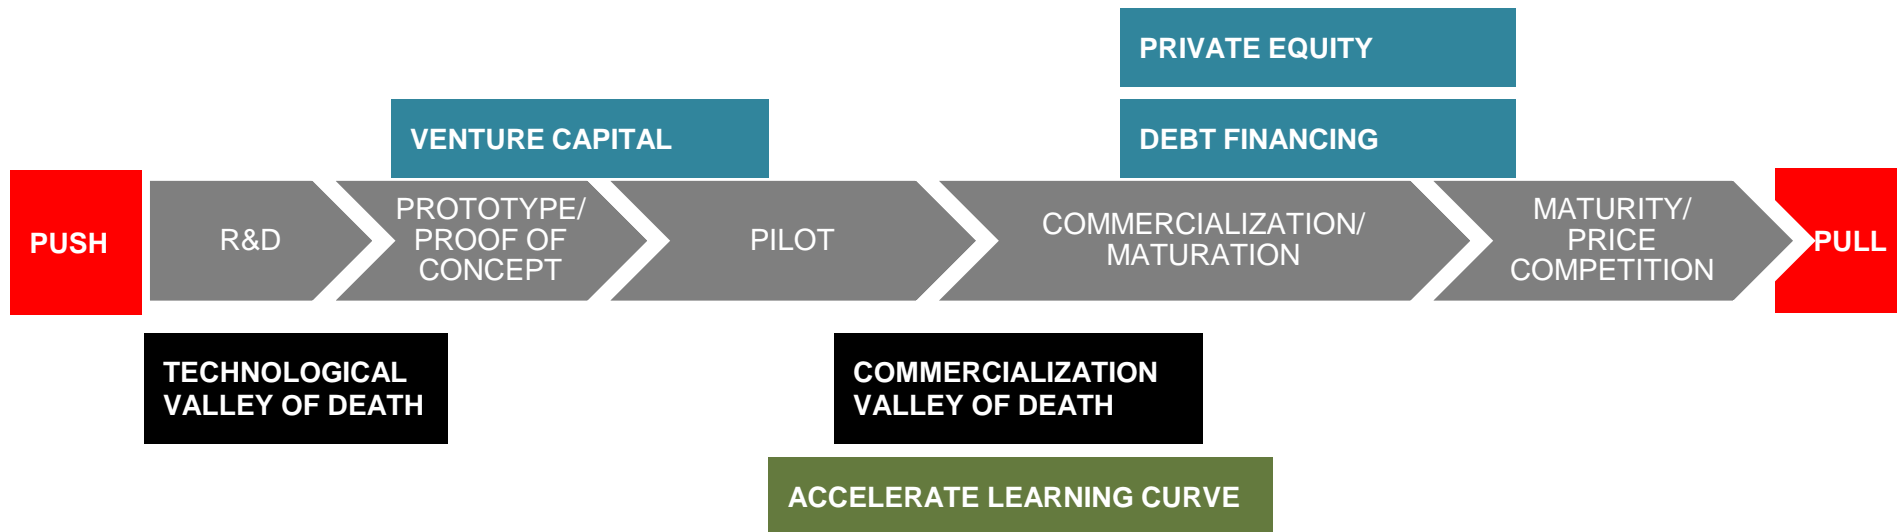 PRIVATE EQUITY
VENTURE CAPITAL
DEBT FINANCING
PUSH
R&D
PROTOTYPE/
PROOF OF
CONCEPT
PILOT
COMMERCIALIZATION/
MATURATION
MATURITY/
PRICE
COMPETITION
PULL
TECHNOLOGICAL
VALLEY OF DEATH
COMMERCIALIZATION
VALLEY OF DEATH
ACCELERATE LEARNING CURVE